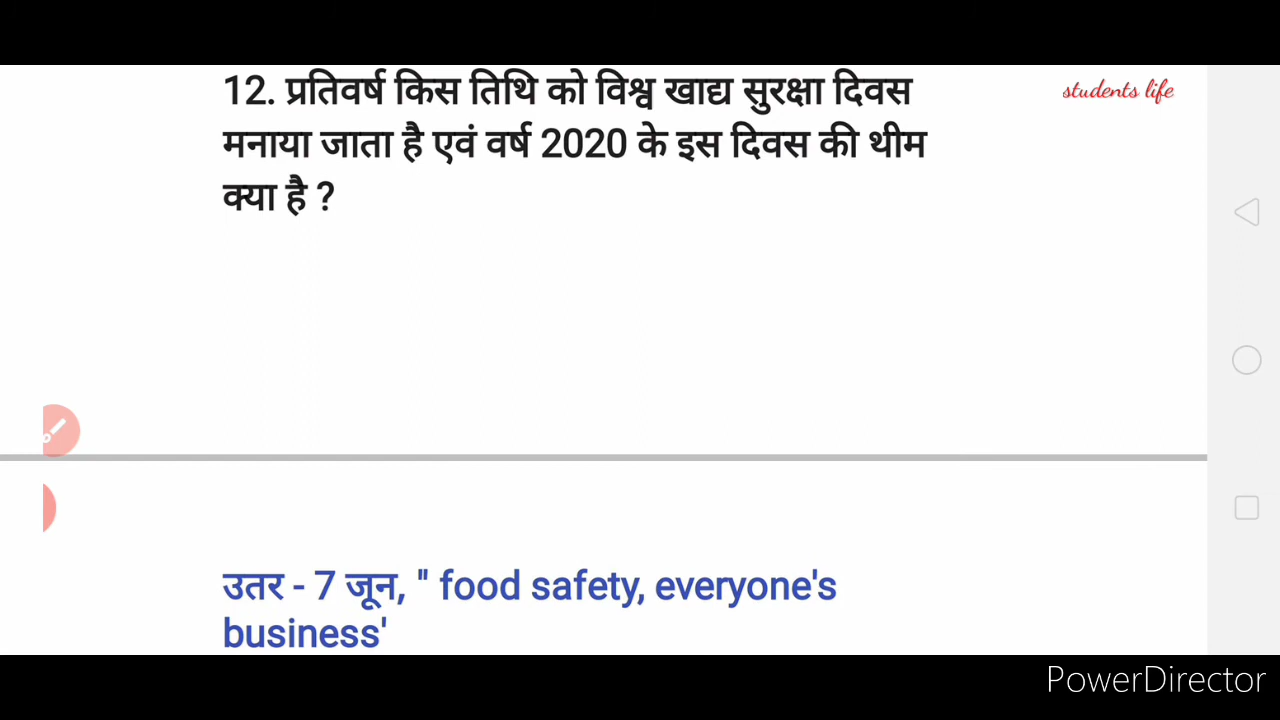 12. प्रतिवर्ष किस तिथि को विश्व खाद्य सुरक्षा दिवस
students life
मनाया जाता है एवं वर्ष 2020 के इस दिवस की थीम
क्या है ?
उतर - 7 जून, " food safety, everyone's
business'
PowerDirector